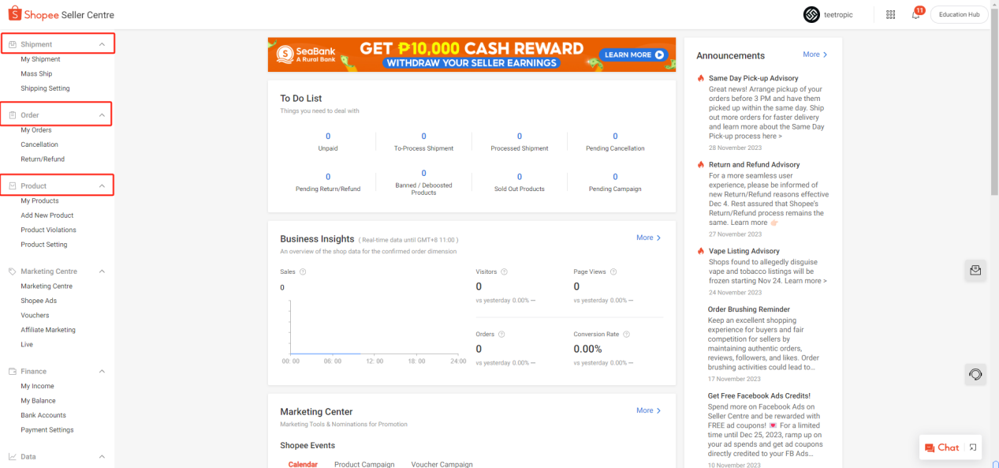 Shopee Seller Centre
teetropic
11
Education Hub
Shipment
My Shipment
Mass Ship
Shipping Setting
Order
My Orders
Cancellation
Return/Refund
Product
My Products
Add New Product
Product Violations
Product Setting
Marketing Centre
Marketing Centre
Shopee Ads
Vouchers
Affiliate Marketing
Live
Finance
My Income
My Balance
Bank Accounts
Payment Settings
Data
SeaBank
A Rural Bank
GET ₱10,000 CASH REWARD
WITHDRAW YOUR SELLER EARNINGS
LEARN MORE
To Do List
Things you need to deal with
0
Unpaid
0
To-Process Shipment
0
Processed Shipment
0
Pending Cancellation
0
Pending Return/Refund
0
Banned / Deboosted
Products
0
Sold Out Products
0
Pending Campaign
Business Insights ( Real-time data until GMT+8 11:00 )
More >
An overview of the shop data for the confirmed order dimension
Sales
0
00: 00 06: 00 12: 00 18: 00 24:00
Visitors
0
vs yesterday 0.00% --
Page Views
0
vs yesterday 0.00% --
Orders
0
vs yesterday 0.00% --
Conversion Rate
0.00%
vs yesterday 0.00% --
Marketing Center
More >
Marketing Tools & Nominations for Promotion
Shopee Events
Calendar Product Campaign Voucher Campaign
Announcements
More >
Same Day Pick-up Advisory
Great news! Arrange pickup of your
orders before 3 PM and have them
picked up within the same day. Ship
out more orders for faster delivery
and learn more about the Same Day
Pick-up process here >
28 November 2023
Return and Refund Advisory
For a more seamless user
experience, please be informed of
new Return/Refund reasons effective
Dec 4. Rest assured that Shopee's
Return/Refund process remains the
same. Learn more 👉🏻
27 November 2023
Vape Listing Advisory
Shops found to allegedly disguise
vape and tobacco listings will be
frozen starting Nov 24. Learn more >
24 November 2023
Order Brushing Reminder
Keep an excellent shopping
experience for buyers and fair
competition for sellers by
maintaining authentic orders,
reviews, followers, and likes. Order
brushing activities could lead to...
17 November 2023
Get Free Facebook Ads Credits!
Spend more on Facebook Ads on
Seller Centre and be rewarded with
FREE ad coupons! 💌 For a limited
time until Dec 25, 2023, ramp up on
your ad spends and get ad coupons
directly credited to your FB Ads...
10 November 2023
Chat